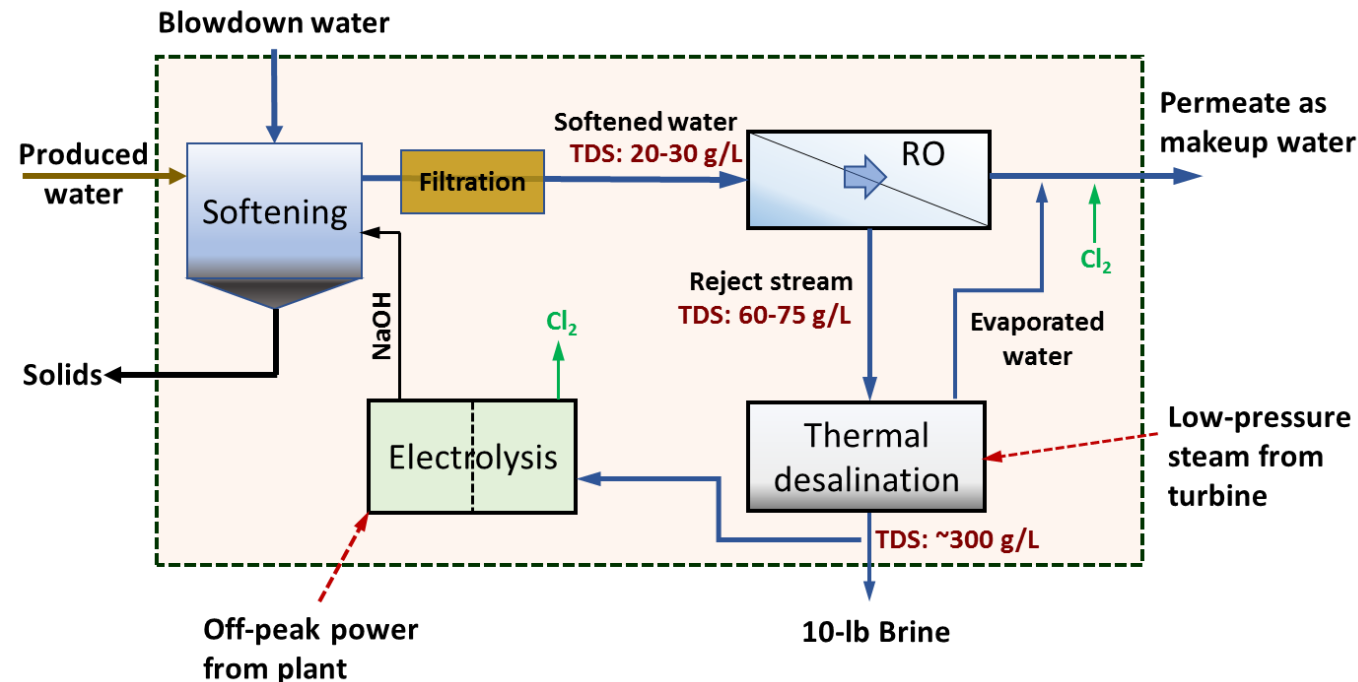 Blowdown water
Produced
water
Softening
Filtration
Softened water
TDS: 20-30 g/L
RO
Permeate as
makeup water
Cl₂
Reject stream
TDS: 60-75 g/L
Evaporated
water
NaOH
Cl₂
Solids
Electrolysis
Thermal
desalination
Low-pressure
steam from
turbine
TDS: ~300 g/L
Off-peak power
from plant
10-lb Brine